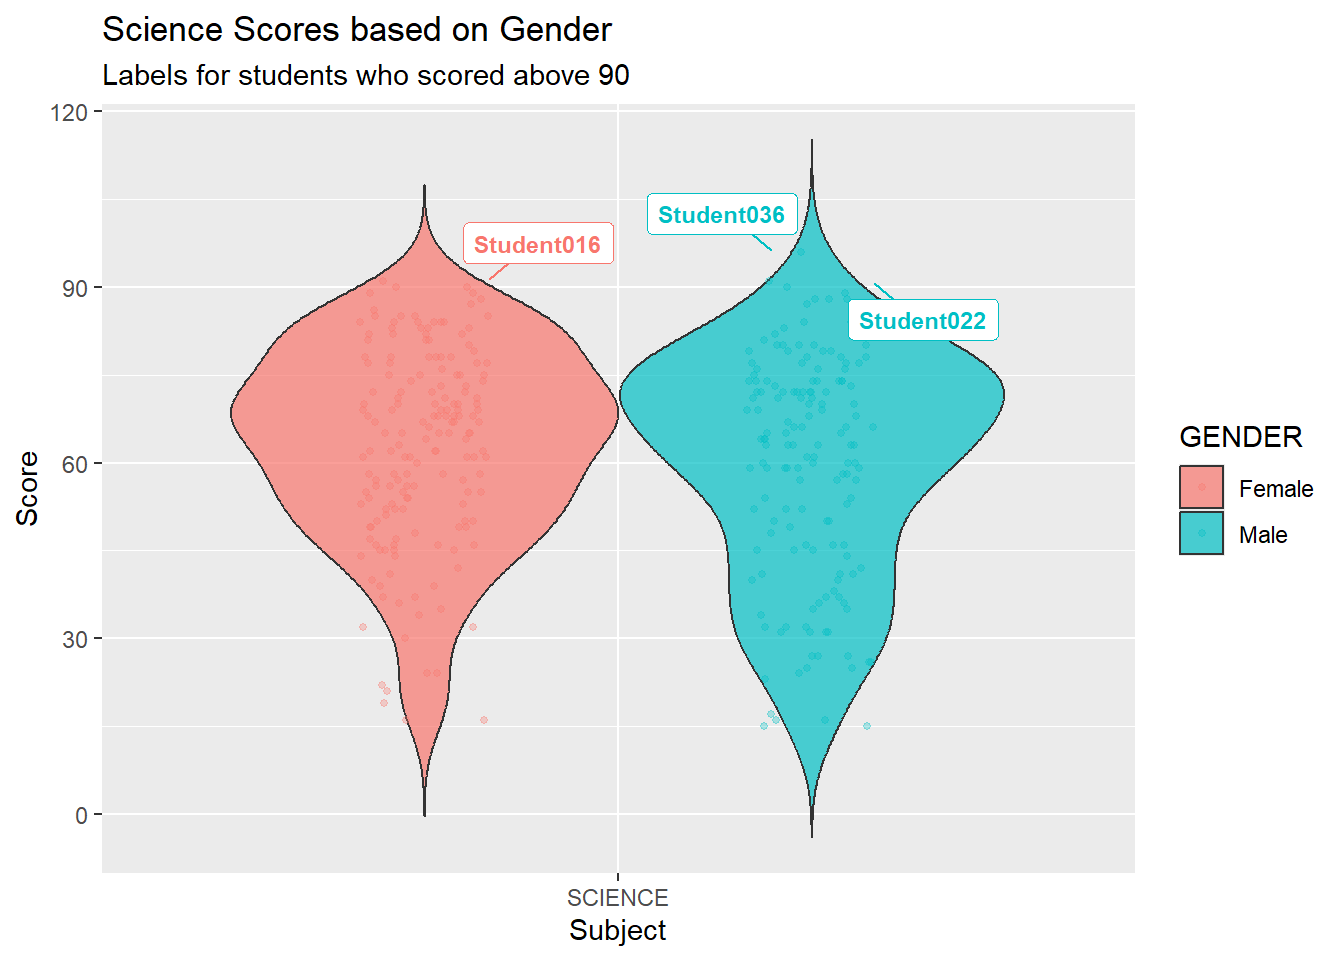 Science Scores based on Gender
Labels for students who scored above 90
120
90
60
30
0
Score
Student016
Student036
Student022
SCIENCE
Subject
GENDER
Female
Male